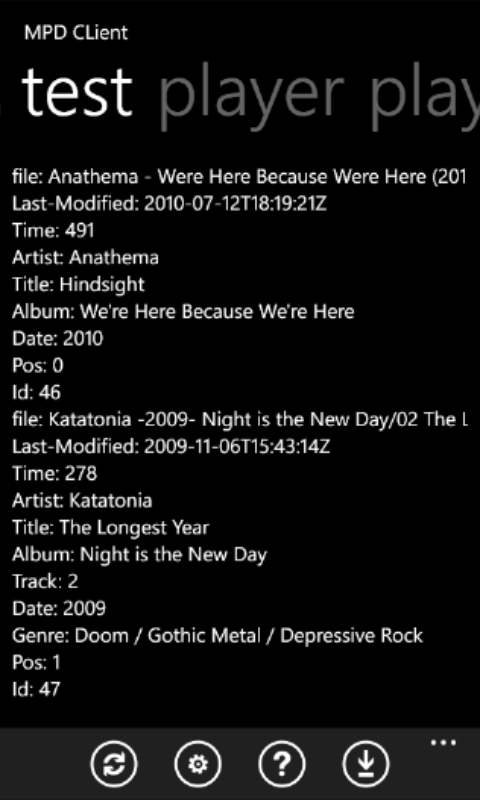 MPD CLient
test player play
file: Anathema - Were Here Because Were Here (201
Last-Modified: 2010-07-12T18:19:21Z
Time: 491
Artist: Anathema
Title: Hindsight
Album: We're Here Because We're Here
Date: 2010
Pos: 0
Id: 46
file: Katatonia -2009- Night is the New Day/02 The L
Last-Modified: 2009-11-06T15:43:14Z
Time: 278
Artist: Katatonia
Title: The Longest Year
Album: Night is the New Day
Track: 2
Date: 2009
Genre: Doom / Gothic Metal / Depressive Rock
Pos: 1
Id: 47